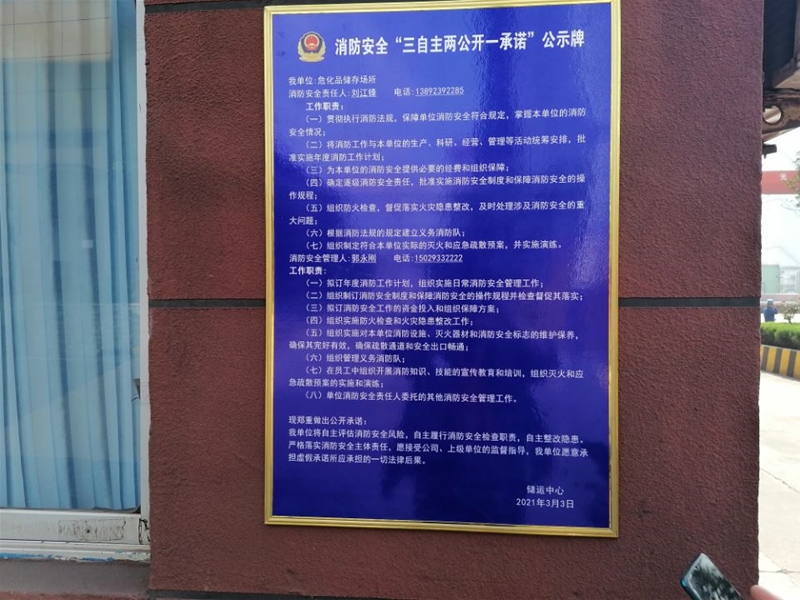 消防安全“三自主两公开一承诺”公示牌
我单位:危化品储存场所
消防安全责任人:刘江锋 电话:13892392285
工作职责:
（一）贯彻执行消防法规，保障单位消防安全符合规定，掌握本单位的消防
安全情况;
（二）将消防工作与本单位的生产、科研、经营、管理等活动统筹安排，批
准实施年度消防工作计划;
（三）为本单位的消防安全提供必要的经费和组织保障;
（四）确定逐级消防安全责任，批准实施消防安全制度和保障消防安全的操
作规程;
（五）组织防火检查，督促落实火灾隐患整改，及时处理涉及消防安全的重
大问题;
（六）根据消防法规的规定建立义务消防队;
（七）组织制定符合本单位实际的灭火和应急疏散预案，并实施演练。
消防安全管理人:郭永刚 电话:15029332222
工作职责:
（一）拟订年度消防工作计划，组织实施日常消防安全管理工作;
（二）组织制订消防安全制度和保障消防安全的操作规程并检查督促其落实;
（三）拟订消防安全工作的资金投入和组织保障方案;
（四）组织实施防火检查和火灾隐患整改工作;
（五）组织实施对本单位消防设施、灭火器材和消防安全标志的维护保养，
确保其完好有效，确保疏散通道和安全出口畅通;
（六）组织管理义务消防队;
（七）在员工中组织开展消防知识、技能的宣传教育和培训，组织灭火和应
急疏散预案的实施和演练;
（八）单位消防安全责任人委托的其他消防安全管理工作。
现郑重做出公开承诺:
我单位将自主评估消防安全风险，自主履行消防安全检查职责，自主整改隐患。
严格落实消防安全主体责任，愿接受公司、上级单位的监督指导，我单位愿意承
担虚假承诺所应承担的一切法律后果。
储运中心
2021年3月3日